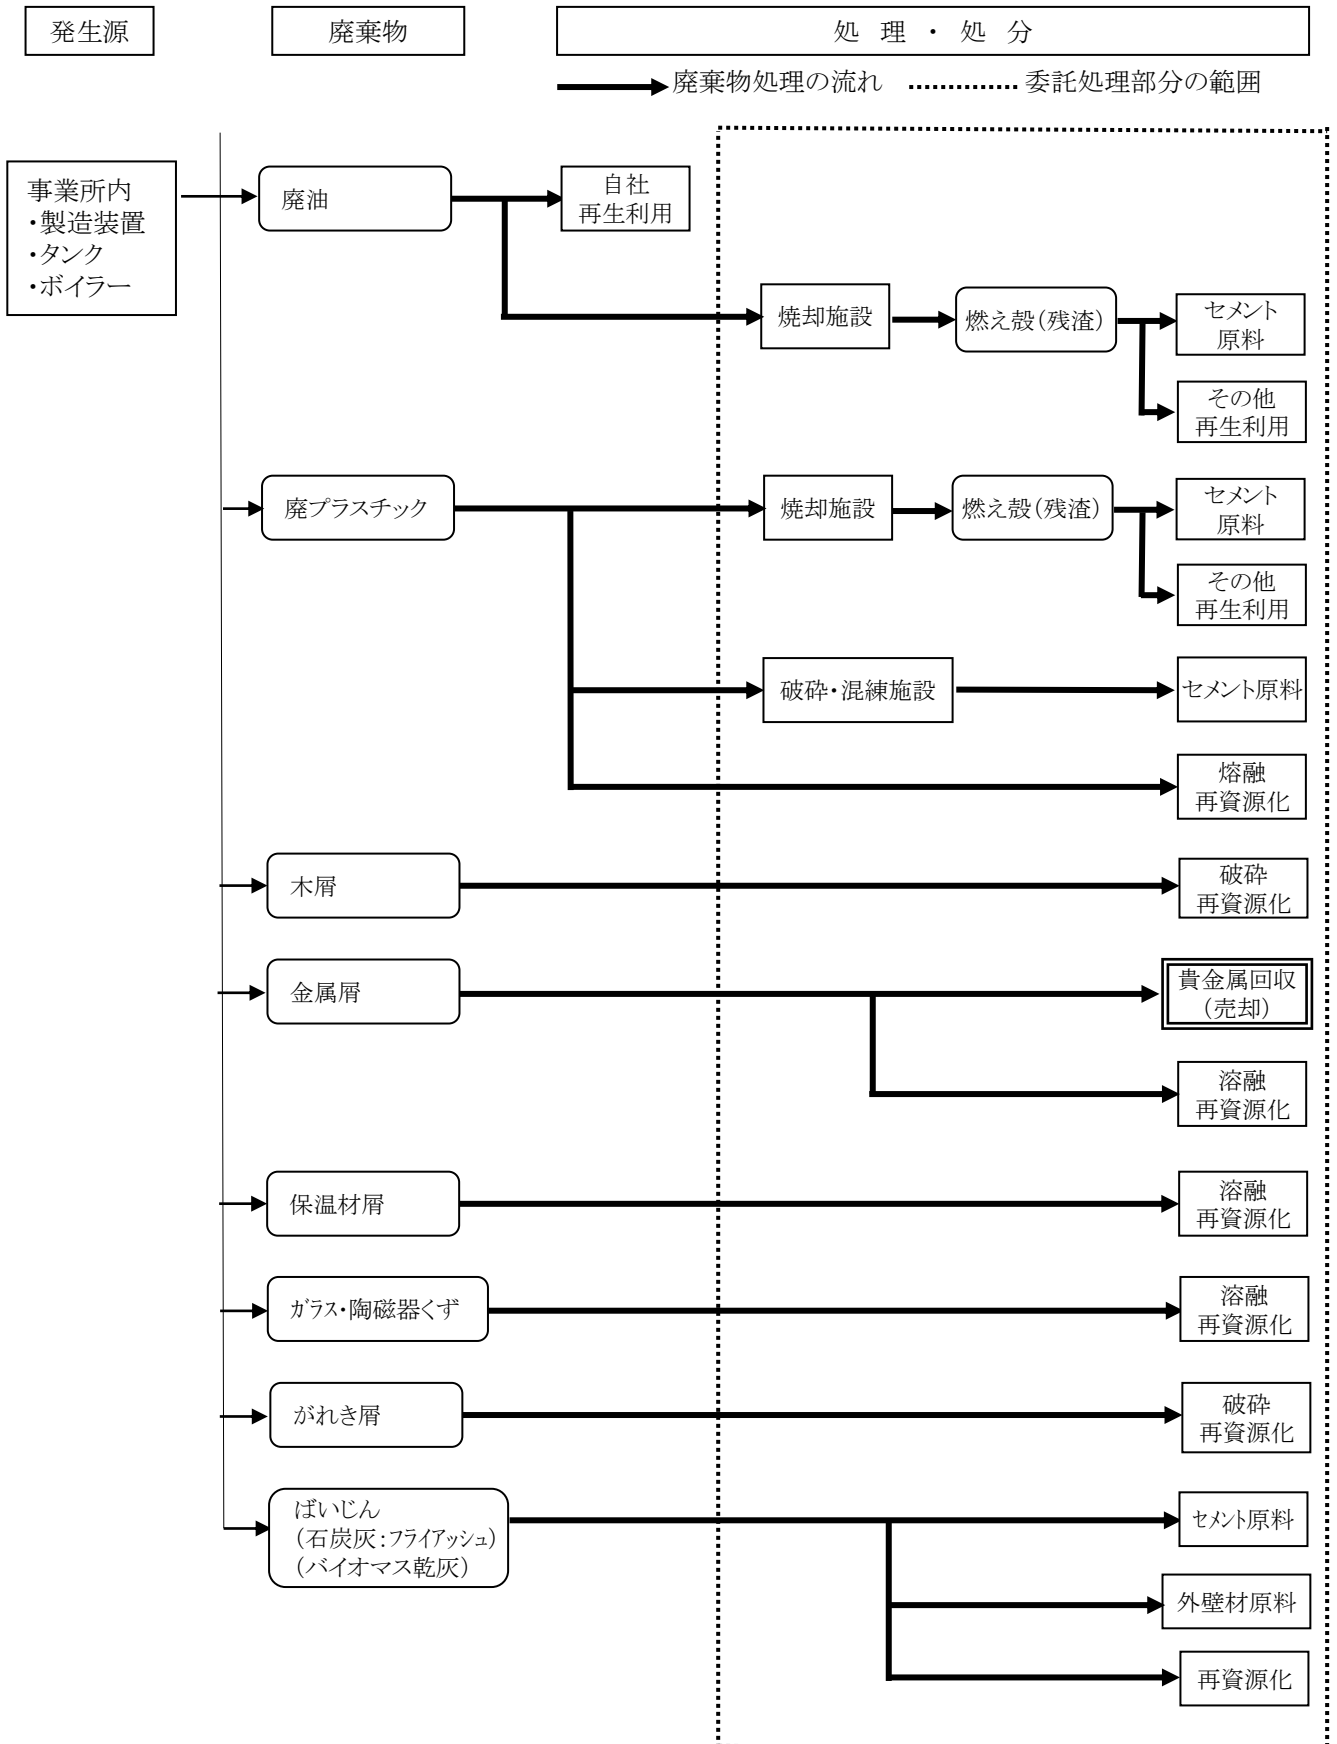 発生源
廃棄物
処 理 ・ 処 分
廃棄物処理の流れ
委託処理部分の範囲
事業所内
・製造装置
・タンク
・ボイラー
廃油
自社
再生利用
焼却施設
燃え殻（残渣）
セメント
原料
その他
再生利用
廃プラスチック
焼却施設
燃え殻（残渣）
セメント
原料
その他
再生利用
破砕・混練施設
セメント原料
熔融
再資源化
木屑
破砕
再資源化
金属屑
貴金属回収
（売却）
溶融
再資源化
保温材屑
溶融
再資源化
ガラス・陶磁器くず
溶融
再資源化
がれき屑
破砕
再資源化
ばいじん
（石炭灰：フライアッシュ）
（バイオマス乾灰）
セメント原料
外壁材原料
再資源化